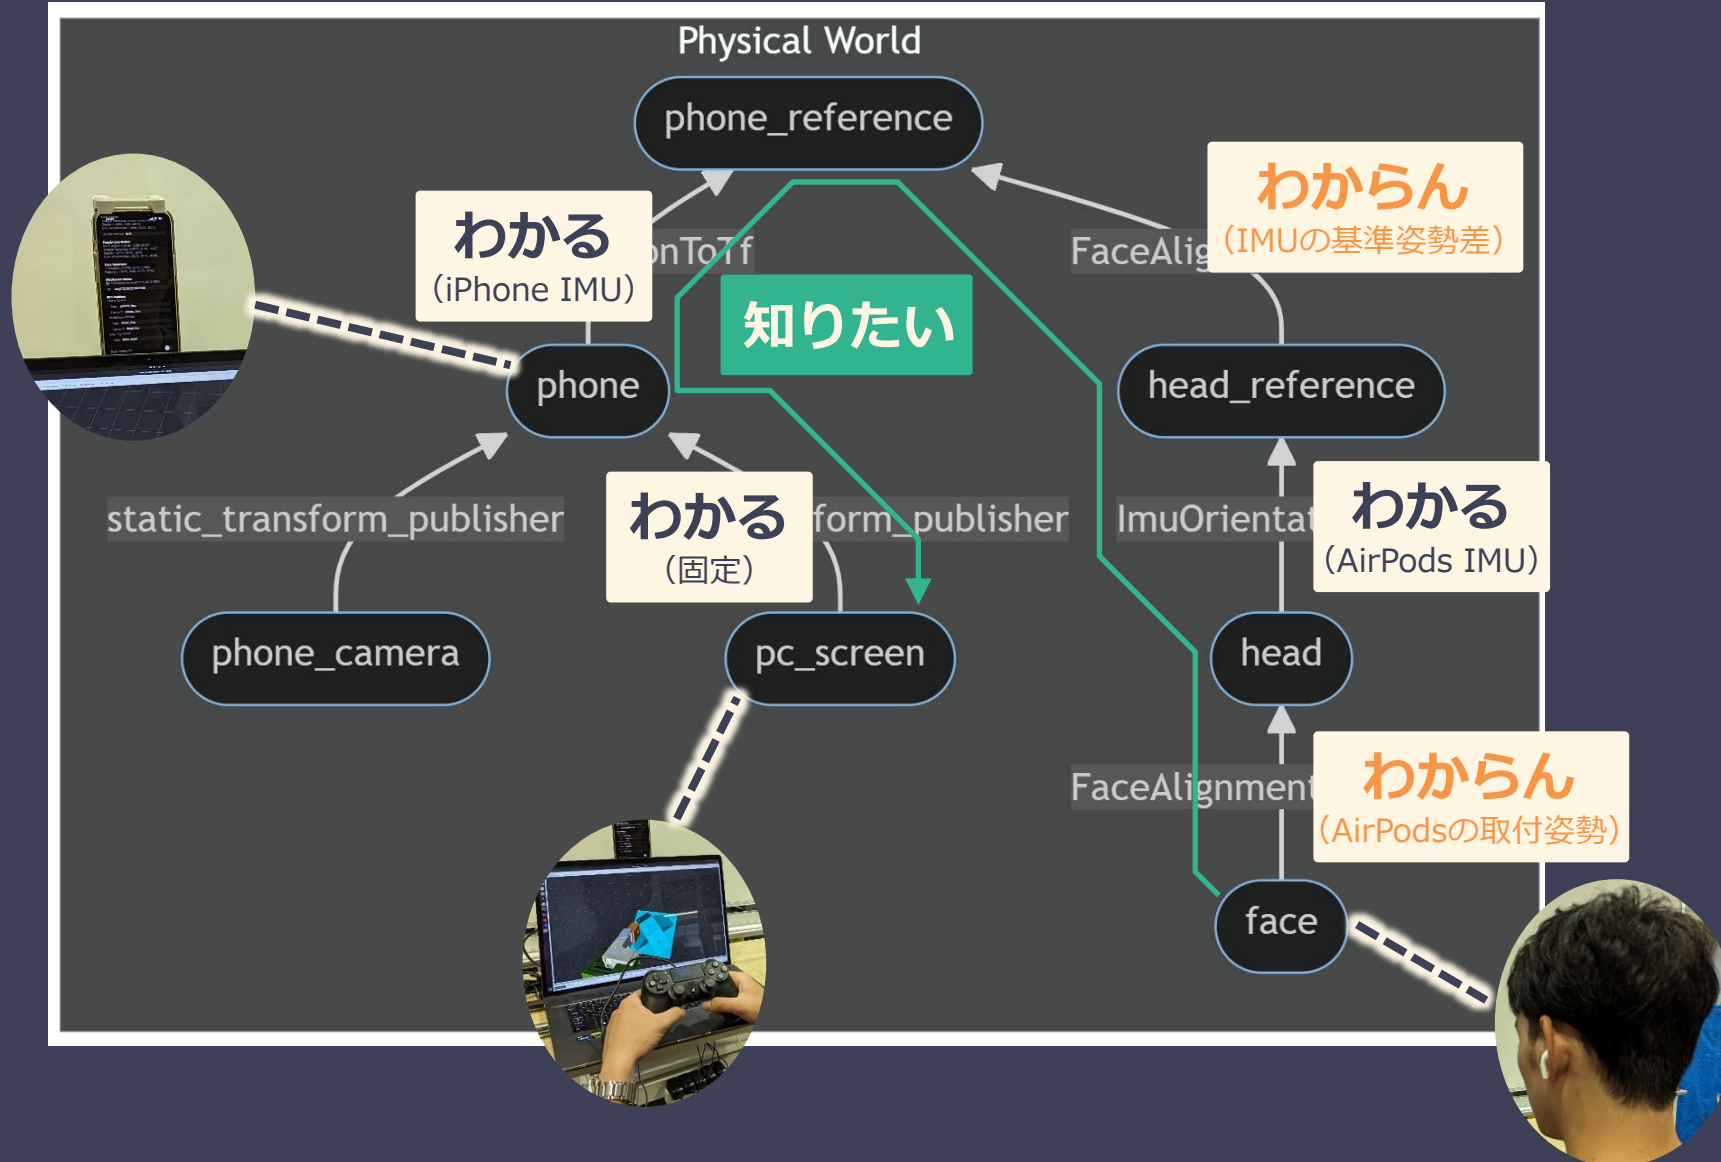 Physical World
phone_reference
わかる
（iPhone IMU）
onToTf
知りたい
FaceAlig
わからん
（IMUの基準姿勢差）
phone
head_reference
static_transform_publisher
わかる
（固定）
form_publisher
ImuOrientat
わかる
（AirPods IMU）
phone_camera
pc_screen
head
FaceAlignment
わからん
（AirPodsの取付姿勢）
face